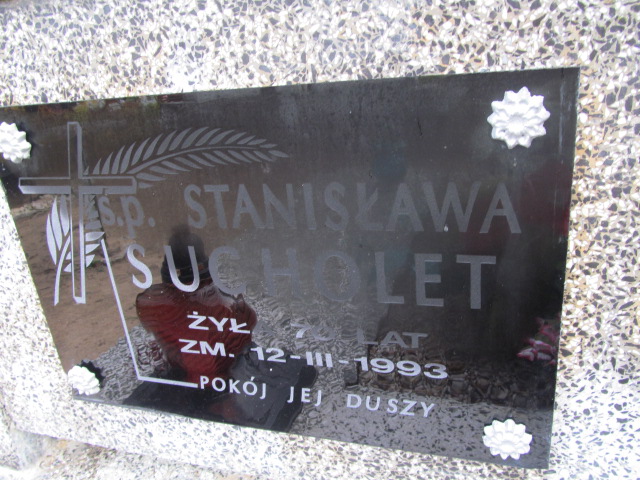 ś.p. STANISŁAWA
SUCHOLET
ŻYŁ LAT
ZM. 12-III-1993
POKÓJ JEJ DUSZY